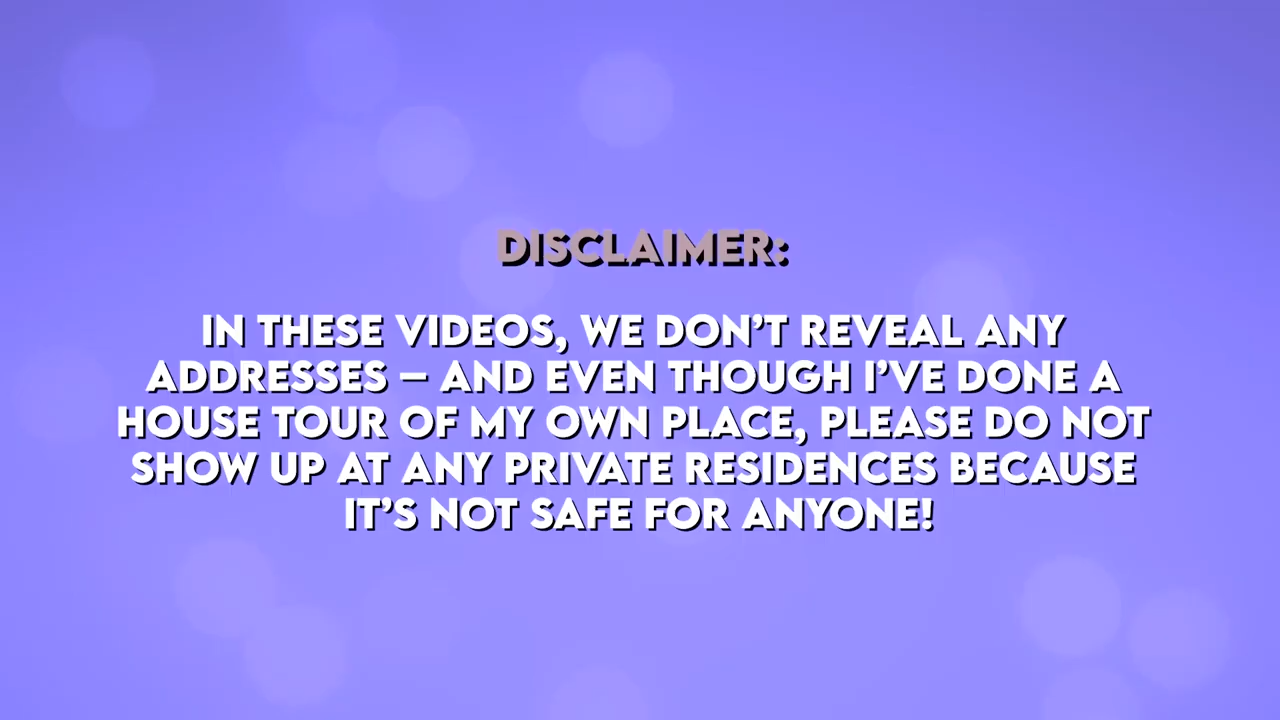 DISCLAIMER:
IN THESE VIDEOS, WE DON’T REVEAL ANY
ADDRESSES – AND EVEN THOUGH I’VE DONE A
HOUSE TOUR OF MY OWN PLACE, PLEASE DO NOT
SHOW UP AT ANY PRIVATE RESIDENCES BECAUSE
IT’S NOT SAFE FOR ANYONE!